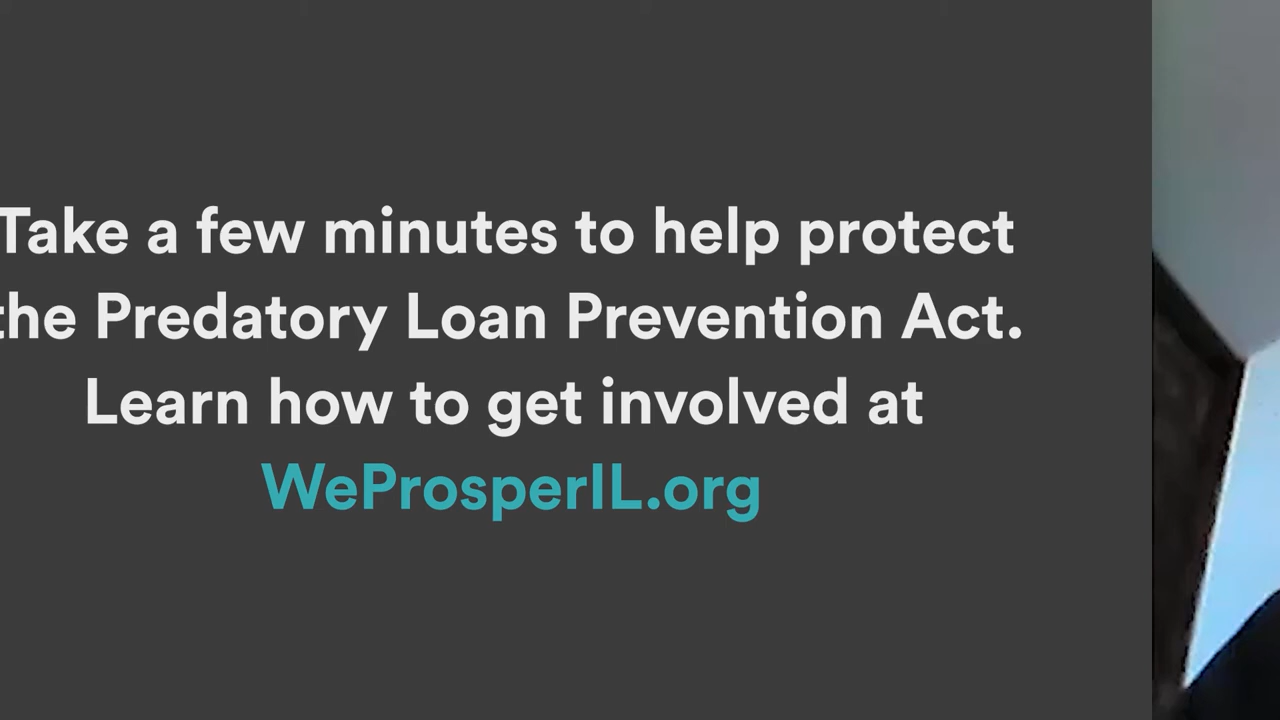 Take a few minutes to help protect
the Predatory Loan Prevention Act.
Learn how to get involved at
WeProsperIL.org